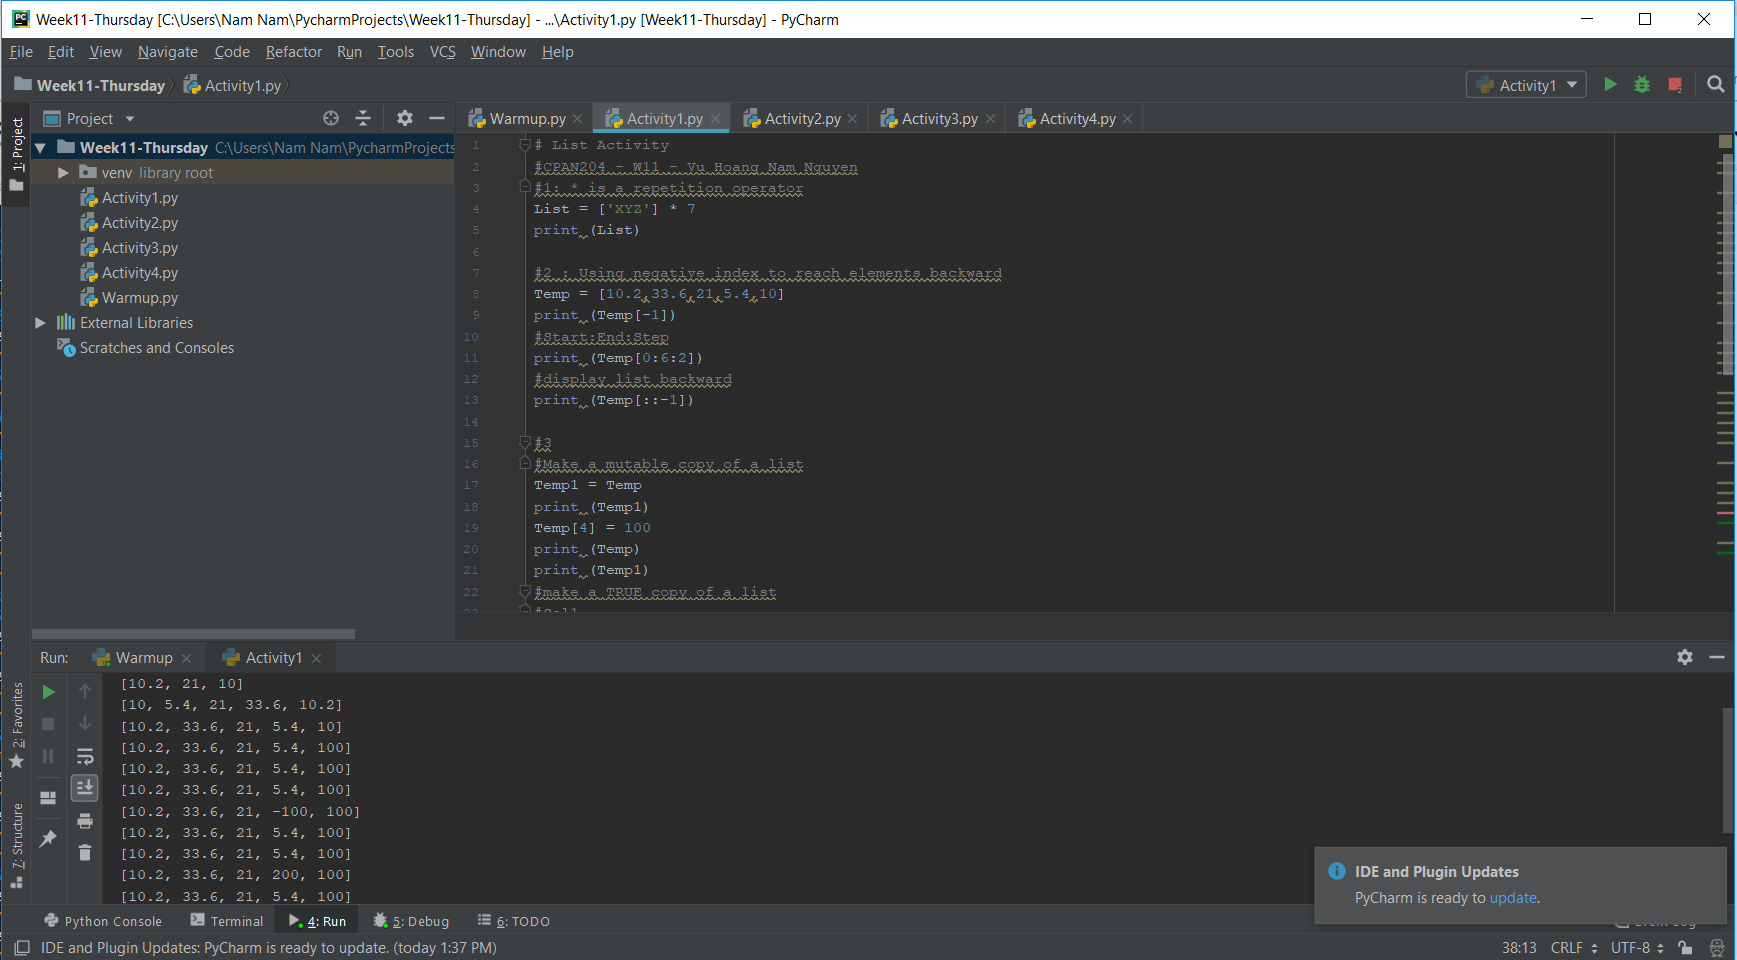 Week11-Thursday [C:\Users\Nam Nam\PycharmProjects\Week11-Thursday] - ...\Activity1.py [Week11-Thursday] - PyCharm
File Edit View Navigate Code Refactor Run Tools VCS Window Help
Week11-Thursday Activity1.py Activity1
Project
Warmup.py Activity1.py Activity2.py Activity3.py Activity4.py
1: Project
Week11-Thursday C:\Users\Nam Nam\PycharmProjects
venv library root
Activity1.py
Activity2.py
Activity3.py
Activity4.py
Warmup.py
External Libraries
Scratches and Consoles
1 # List Activity
2 #CPAN204 - W11 - Vu Hoang Nam Nguyen
3 #1: * is a repetition operator
4 List = ['XYZ'] * 7
5 print (List)
6
7 #2 : Using negative index to reach elements backward
8 Temp = [10.2,33.6,21,5.4,10]
9 print (Temp[-1])
10 #Start:End:Step
11 print (Temp[0:6:2])
12 #display list backward
13 print (Temp[::-1])
14
15 #3
16 #Make a mutable copy of a list
17 Temp1 = Temp
18 print (Temp1)
19 Temp[4] = 100
20 print (Temp)
21 print (Temp1)
22 #make a TRUE copy of a list
Run: Warmup Activity1
[10.2, 21, 10]
[10, 5.4, 21, 33.6, 10.2]
[10.2, 33.6, 21, 5.4, 10]
[10.2, 33.6, 21, 5.4, 100]
[10.2, 33.6, 21, 5.4, 100]
[10.2, 33.6, 21, 5.4, 100]
[10.2, 33.6, 21, -100, 100]
[10.2, 33.6, 21, 5.4, 100]
[10.2, 33.6, 21, 5.4, 100]
[10.2, 33.6, 21, 200, 100]
[10.2, 33.6, 21, 5.4, 100]
2: Favorites
7: Structure
IDE and Plugin Updates
PyCharm is ready to update.
Python Console Terminal 4: Run 5: Debug 6: TODO Event Log
IDE and Plugin Updates: PyCharm is ready to update. (today 1:37 PM) 38:13 CRLF UTF-8